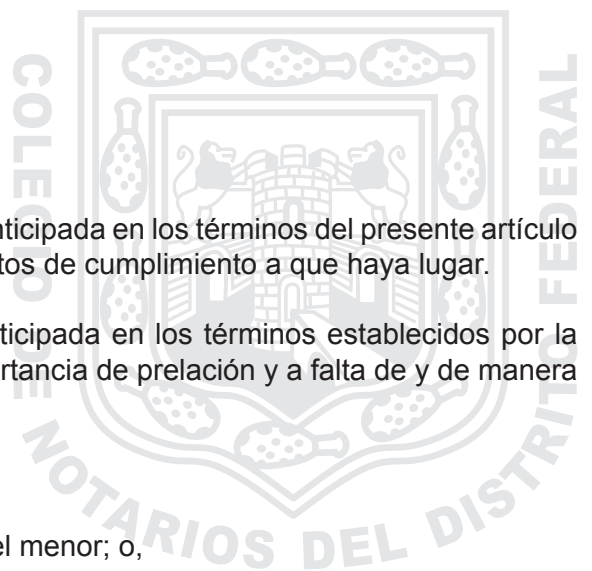 COLEGIO DE NOTARIOS DEL DISTRITO FEDERAL
nticipada en los términos del presente artículo
tos de cumplimiento a que haya lugar.
ticipada en los términos establecidos por la
rtancia de prelación y a falta de y de manera
el menor; o,